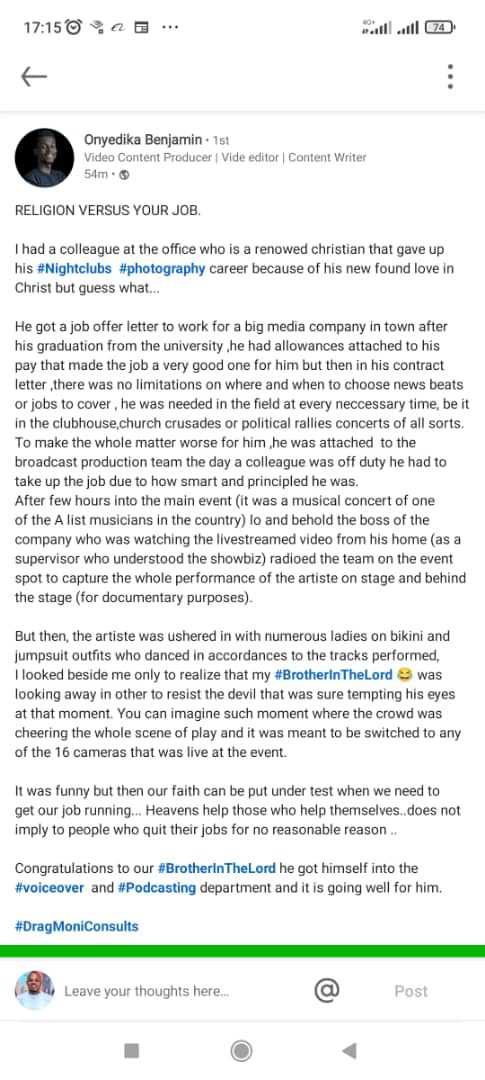 17:15
4G+
74
Onyedika Benjamin • 1st
Video Content Producer | Vide editor | Content Writer
54m •
RELIGION VERSUS YOUR JOB.
I had a colleague at the office who is a renowed christian that gave up
his #Nightclubs #photography career because of his new found love in
Christ but guess what...
He got a job offer letter to work for a big media company in town after
his graduation from the university ,he had allowances attached to his
pay that made the job a very good one for him but then in his contract
letter ,there was no limitations on where and when to choose news beats
or jobs to cover , he was needed in the field at every neccessary time, be it
in the clubhouse,church crusades or political rallies concerts of all sorts.
To make the whole matter worse for him ,he was attached to the
broadcast production team the day a colleague was off duty he had to
take up the job due to how smart and principled he was.
After few hours into the main event (it was a musical concert of one
of the A list musicians in the country) lo and behold the boss of the
company who was watching the livestreamed video from his home (as a
supervisor who understood the showbiz) radioed the team on the event
spot to capture the whole performance of the artiste on stage and behind
the stage (for documentary purposes).
But then, the artiste was ushered in with numerous ladies on bikini and
jumpsuit outfits who danced in accordances to the tracks performed,
I looked beside me only to realize that my #BrotherInTheLord 😂 was
looking away in other to resist the devil that was sure tempting his eyes
at that moment. You can imagine such moment where the crowd was
cheering the whole scene of play and it was meant to be switched to any
of the 16 cameras that was live at the event.
It was funny but then our faith can be put under test when we need to
get our job running... Heavens help those who help themselves..does not
imply to people who quit their jobs for no reasonable reason ..
Congratulations to our #BrotherInTheLord he got himself into the
#voiceover and #Podcasting department and it is going well for him.
#DragMoniConsults
Leave your thoughts here... @ Post